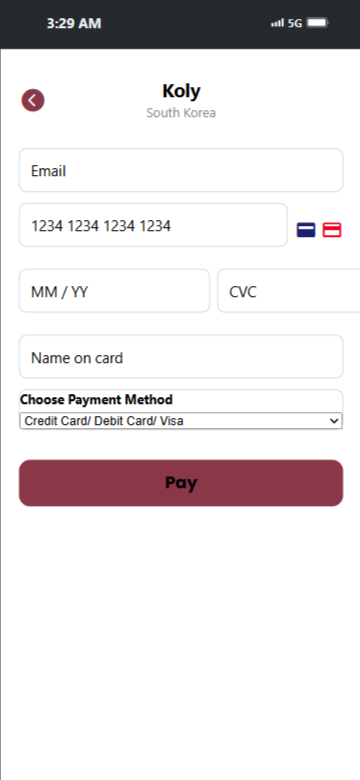 3:29 AM 5G
Koly
South Korea
Email
1234 1234 1234 1234
MM / YY CVC
Name on card
Choose Payment Method
Credit Card/ Debit Card/ Visa
Pay